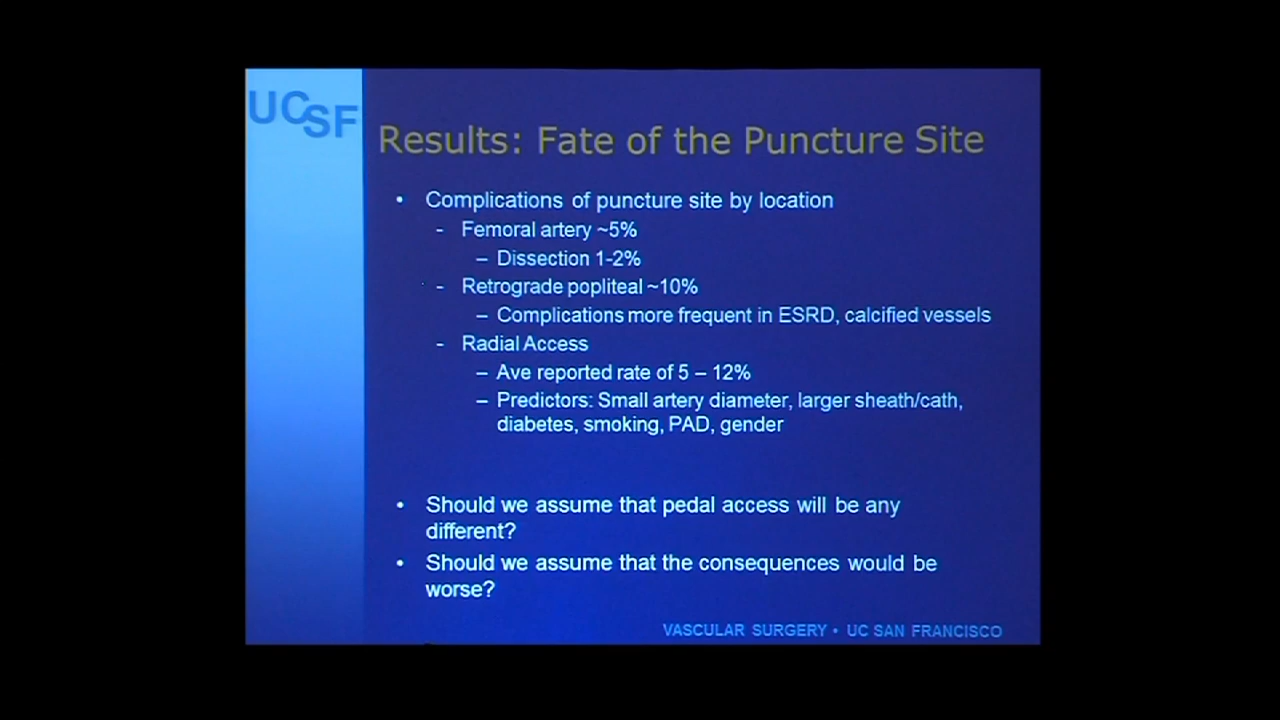 UCSF
Results: Fate of the Puncture Site
• Complications of puncture site by location
- Femoral artery ~5%
– Dissection 1-2%
- Retrograde popliteal ~10%
– Complications more frequent in ESRD, calcified vessels
- Radial Access
– Ave reported rate of 5 – 12%
– Predictors: Small artery diameter, larger sheath/cath,
diabetes, smoking, PAD, gender
• Should we assume that pedal access will be any
different?
• Should we assume that the consequences would be
worse?
VASCULAR SURGERY • UC SAN FRANCISCO